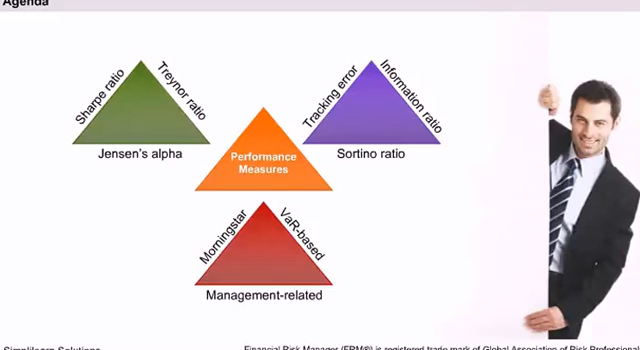 Agenda
Sharpe ratio
Treynor ratio
Jensen's alpha
Tracking error
Information ratio
Sortino ratio
Performance
Measures
Morningstar
VaR-based
Management-related
Simplilearn Solutions
Financial Risk Manager (FRM®) is registered trade mark of Global Association of Risk Professional